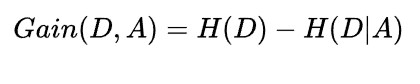 Gain(D, A) = H(D) − H(D|A)